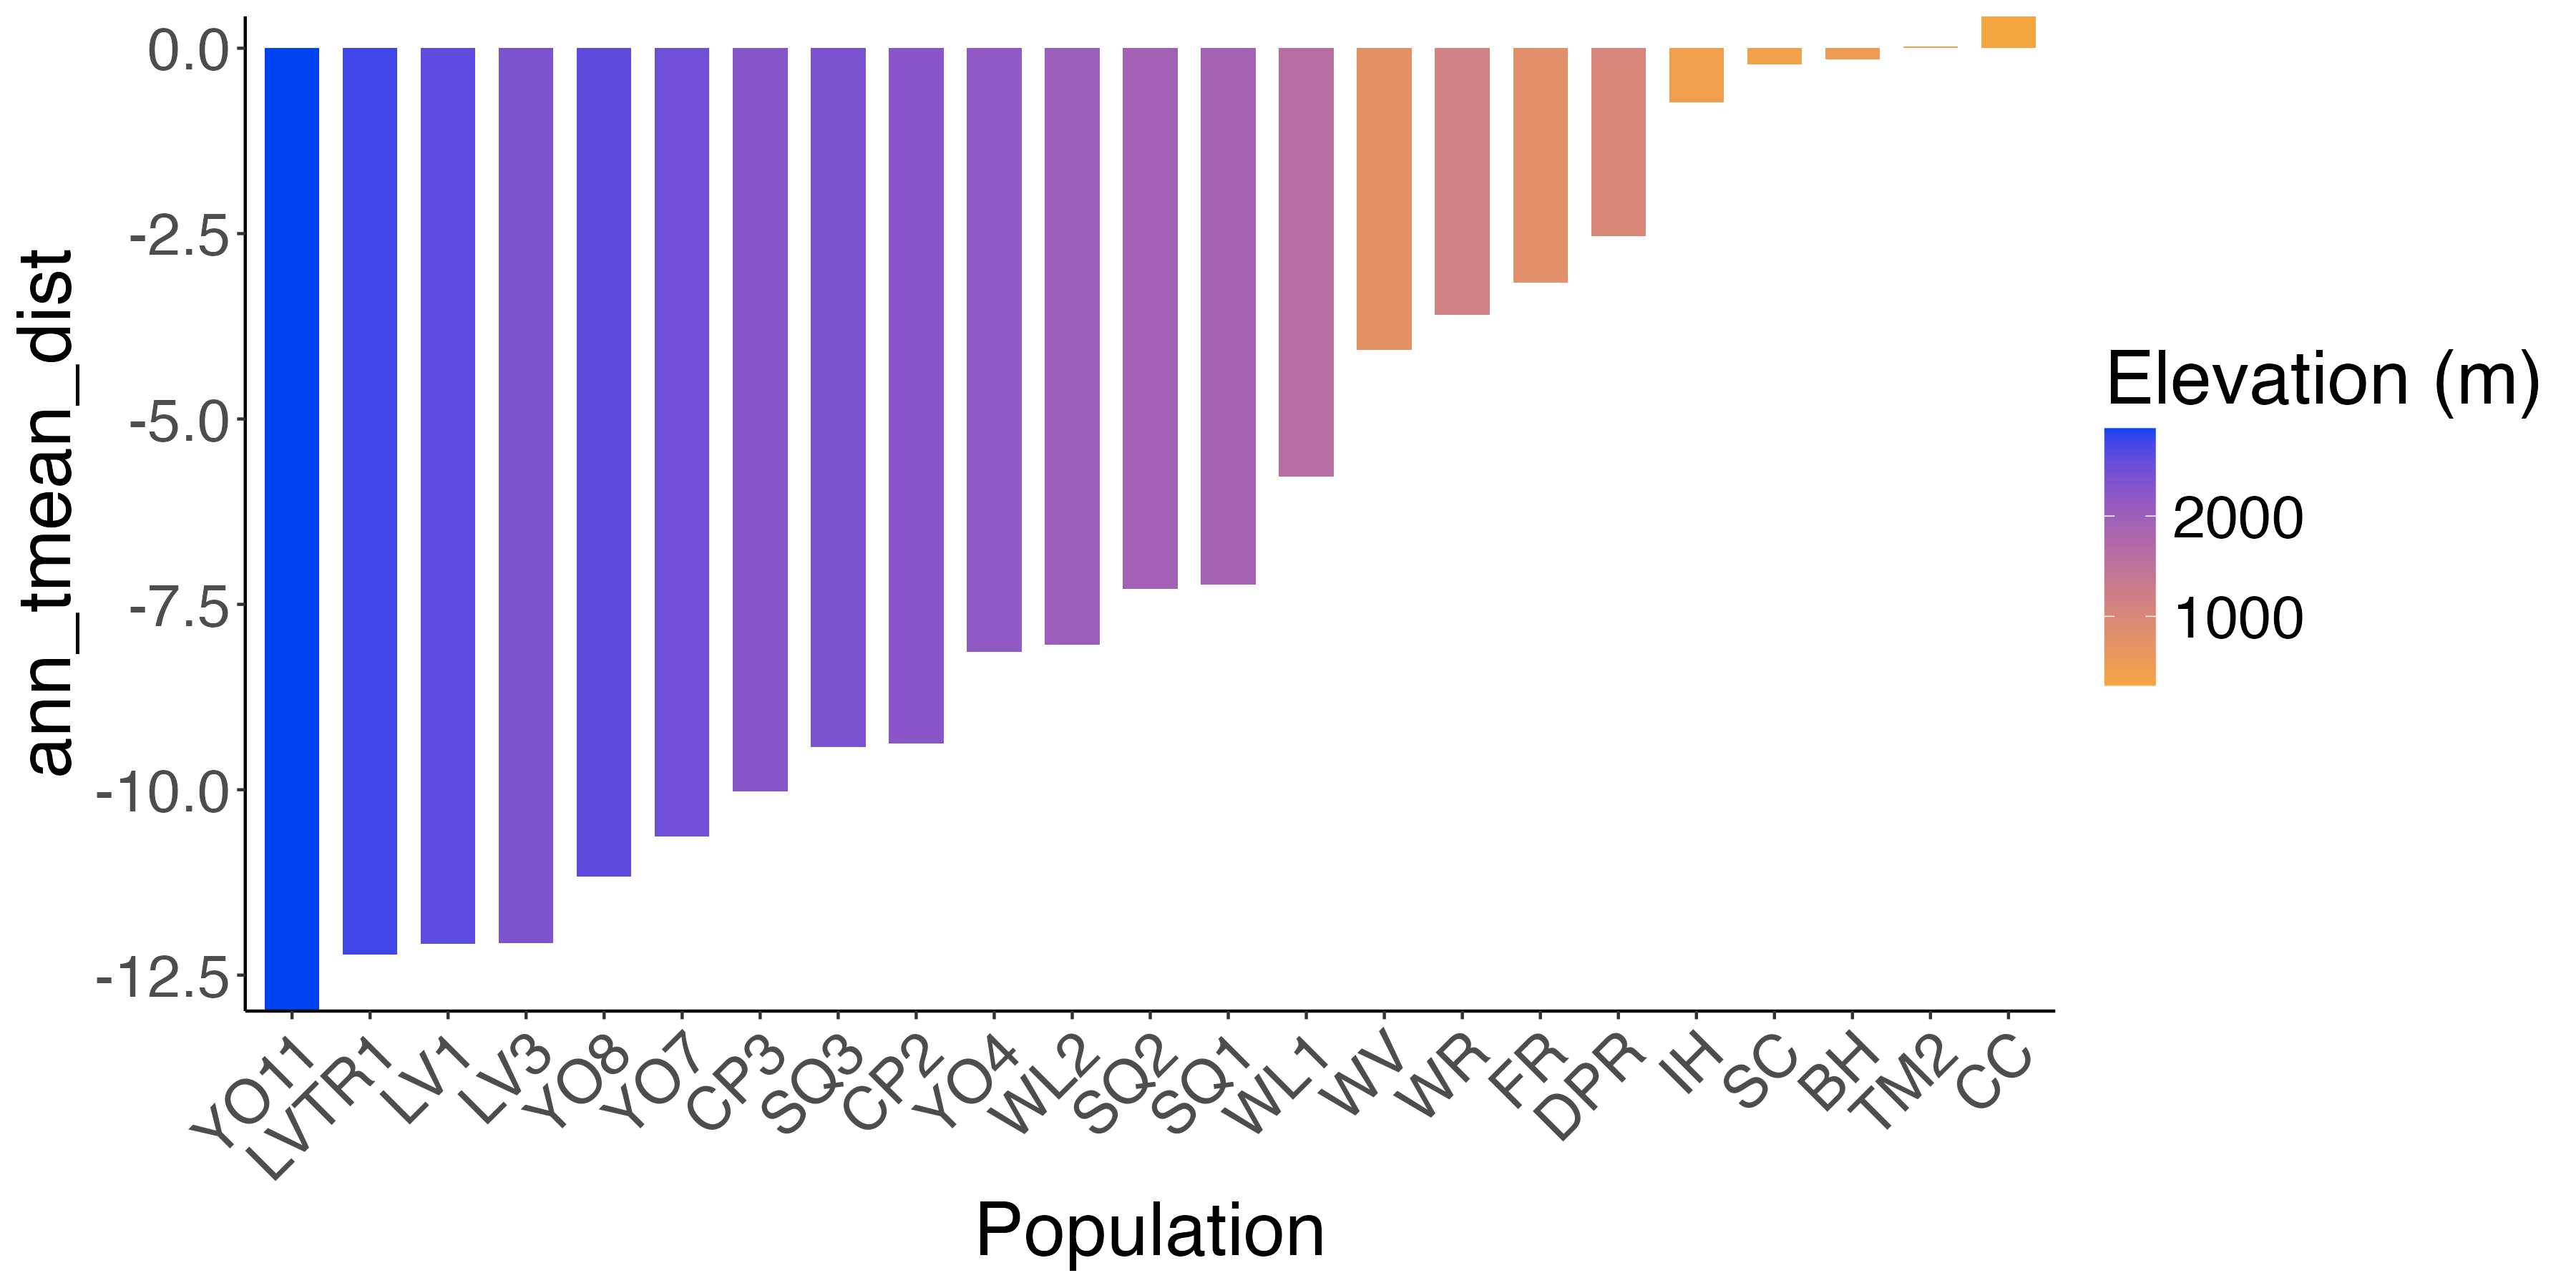 ann_tmean_dist
0.0
-2.5
-5.0
-7.5
-10.0
-12.5
YO11
LVTR1
LV1
LV3
YO8
YO7
CP3
SQ3
CP2
YO4
WL2
SQ2
SQ1
WL1
WV
WR
FR
DPR
IH
SC
BH
TM2
CC
Population
Elevation (m)
2000
1000